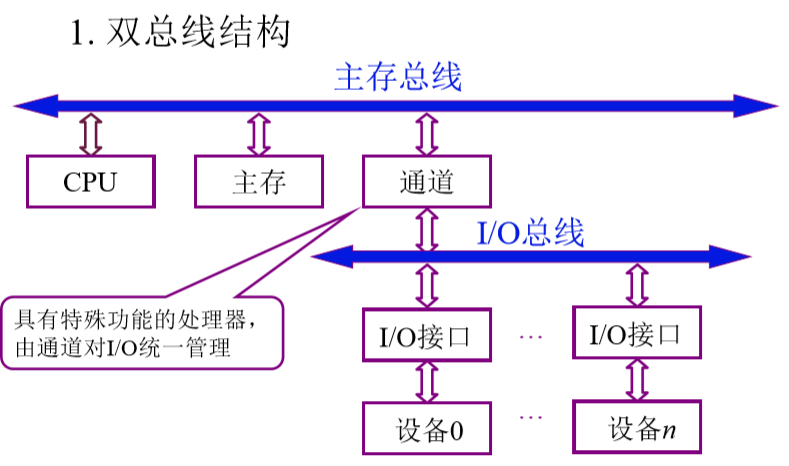 1. 双总线结构
主存总线
CPU
主存
通道
I/O总线
具有特殊功能的处理器，
由通道对I/O统一管理
I/O接口
…
I/O接口
设备0
…
设备n